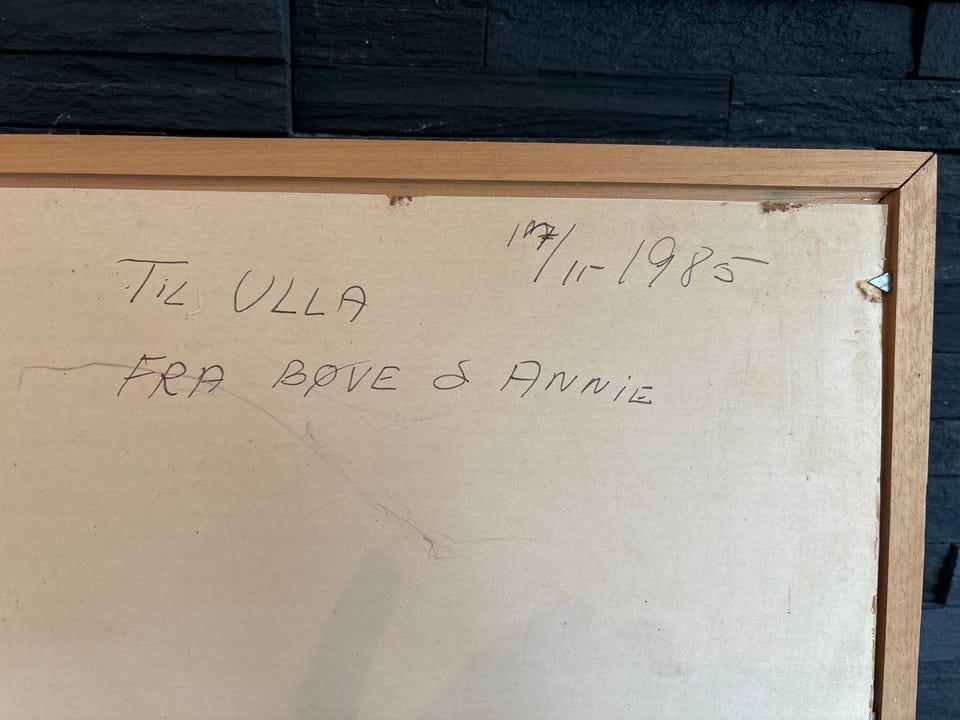 17/11-1985
TIL ULLA
FRA BØVE & ANNIE